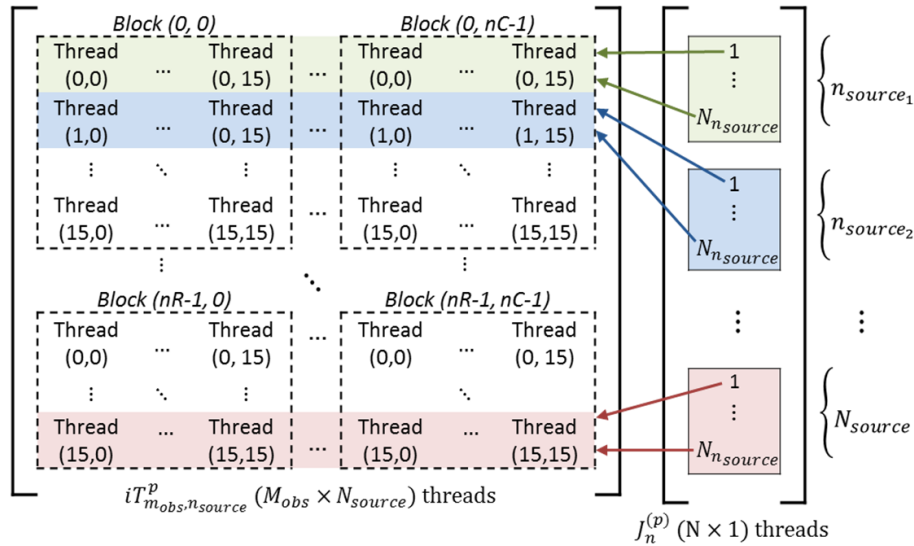 Block (0, 0) Block (0, nC-1)
Thread Thread Thread Thread
(0,0) ... (0, 15) ... (0,0) ... (0, 15)
Thread Thread Thread Thread
(1,0) ... (0, 15) ... (1,0) ... (1, 15)
⋮ ⋱ ⋮ ⋮ ⋱ ⋮
Thread Thread Thread Thread
(15,0) ... (15,15) ... (15,0) ... (15,15)
⋮ ⋱ ⋮
Block (nR-1, 0) Block (nR-1, nC-1)
Thread Thread Thread Thread
(0,0) ... (0, 15) ... (0,0) ... (0, 15)
⋮ ⋱ ⋮ ⋮ ⋱ ⋮
Thread Thread Thread Thread
(15,0) ... (15,15) ... (15,0) ... (15,15)
iT^p_{m_{obs},n_{source}} (M_{obs} × N_{source}) threads
1
⋮
N_{n_{source}}
n_{source_1}
1
⋮
N_{n_{source}}
n_{source_2}
⋮ ⋮
1
⋮
N_{n_{source}}
N_{source}
J_n^{(p)} (N × 1) threads